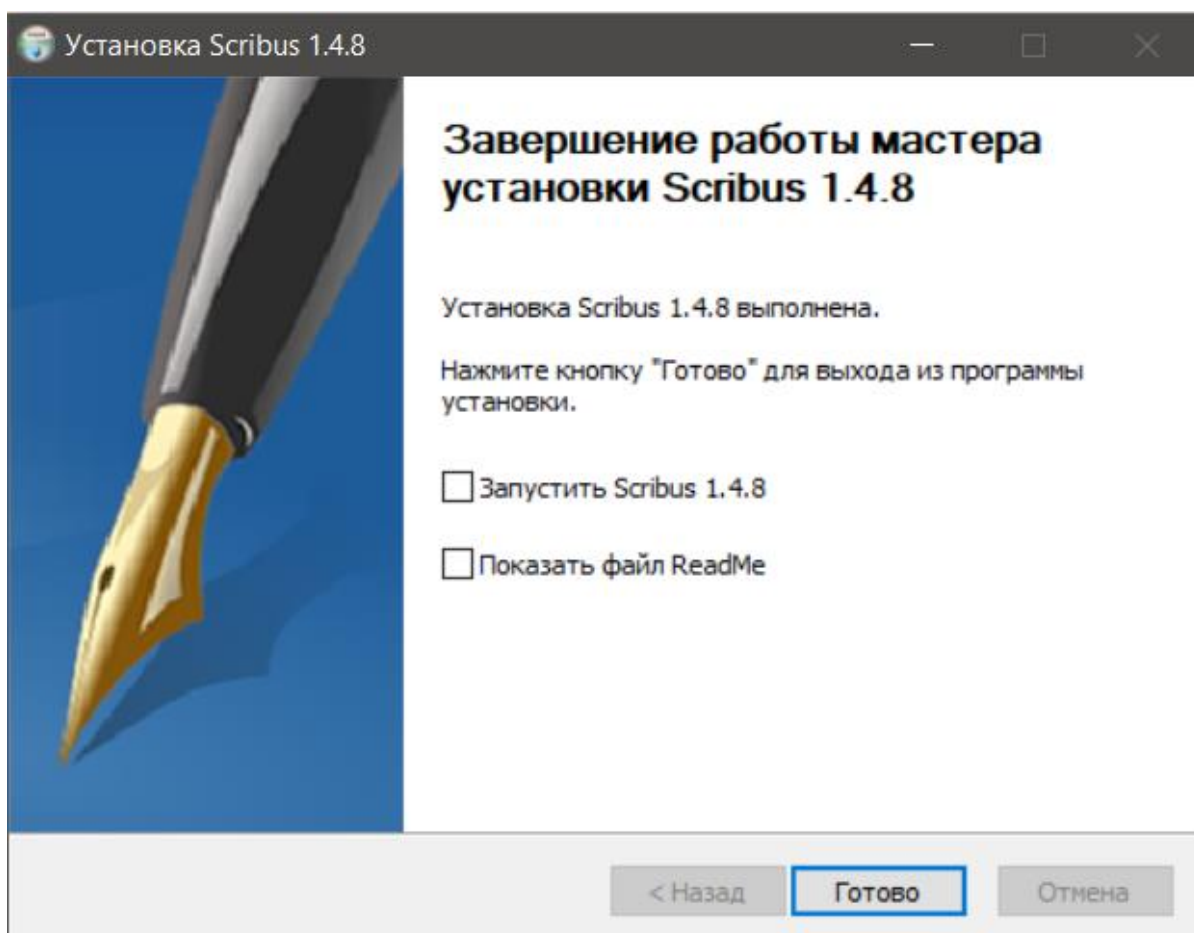 Установка Scribus 1.4.8
Завершение работы мастера
установки Scribus 1.4.8
Установка Scribus 1.4.8 выполнена.
Нажмите кнопку "Готово" для выхода из программы
установки.
Запустить Scribus 1.4.8
Показать файл ReadMe
< Назад Готово Отмена